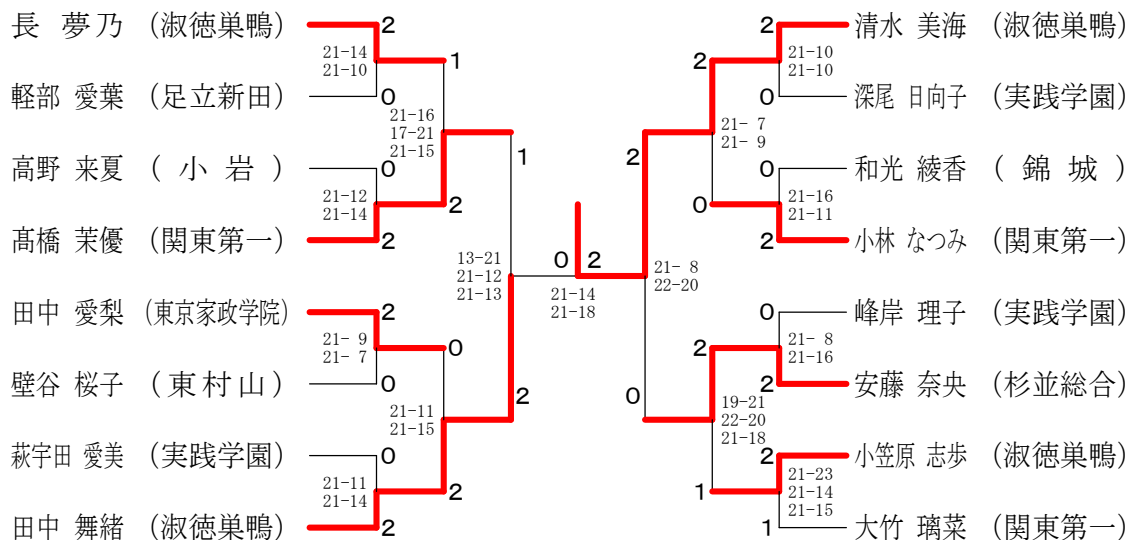 長 夢乃 (淑徳巣鴨) 2
21-14
21-10
軽部 愛葉 (足立新田) 0
1
21-16
17-21
21-15
高野 来夏 (小岩) 0
21-12
21-14
髙橋 茉優 (関東第一) 2
2
1
13-21
21-12
21-13
田中 愛梨 (東京家政学院) 2
21- 9
21- 7
壁谷 桜子 (東村山) 0
0
21-11
21-15
萩宇田 愛美 (実践学園) 0
21-11
21-14
田中 舞緒 (淑徳巣鴨) 2
2
2
0 2
21-14
21-18
2 清水 美海 (淑徳巣鴨)
21-10
21-10
0 深尾 日向子 (実践学園)
2
21- 7
21- 9
0 和光 綾香 (錦城)
21-16
21-11
2 小林 なつみ (関東第一)
0
2
21- 8
22-20
0 峰岸 理子 (実践学園)
21- 8
21-16
2 安藤 奈央 (杉並総合)
2
19-21
22-20
21-18
2 小笠原 志歩 (淑徳巣鴨)
21-23
21-14
21-15
1 大竹 璃菜 (関東第一)
1
0